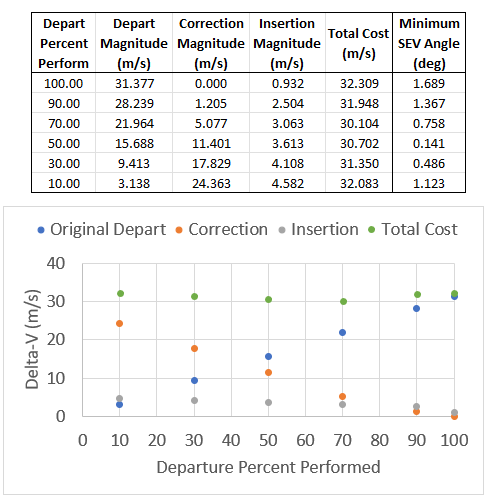 Depart Depart Correction Insertion Total Cost Minimum
Percent Magnitude Magnitude Magnitude (m/s) SEV Angle
Perform (m/s) (m/s) (m/s) (deg)
100.00 31.377 0.000 0.932 32.309 1.689
90.00 28.239 1.205 2.504 31.948 1.367
70.00 21.964 5.077 3.063 30.104 0.758
50.00 15.688 11.401 3.613 30.702 0.141
30.00 9.413 17.829 4.108 31.350 0.486
10.00 3.138 24.363 4.582 32.083 1.123
Original Depart Correction Insertion Total Cost
40
30
20
10
0
Delta-V (m/s)
0 10 20 30 40 50 60 70 80 90 100
Departure Percent Performed